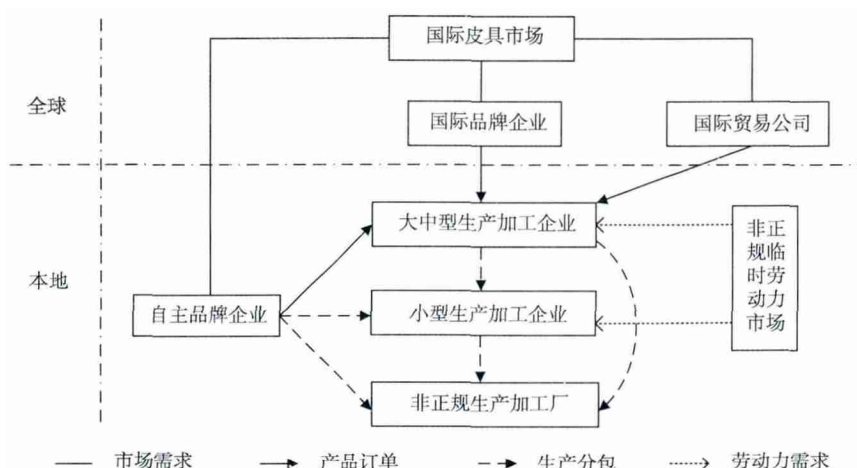 国际皮具市场
全球
国际品牌企业
国际贸易公司
大中型生产加工企业
非正
规临
时劳
动力
市场
本地
自主品牌企业
小型生产加工企业
非正规生产加工厂
市场需求
产品订单
生产分包
劳动力需求